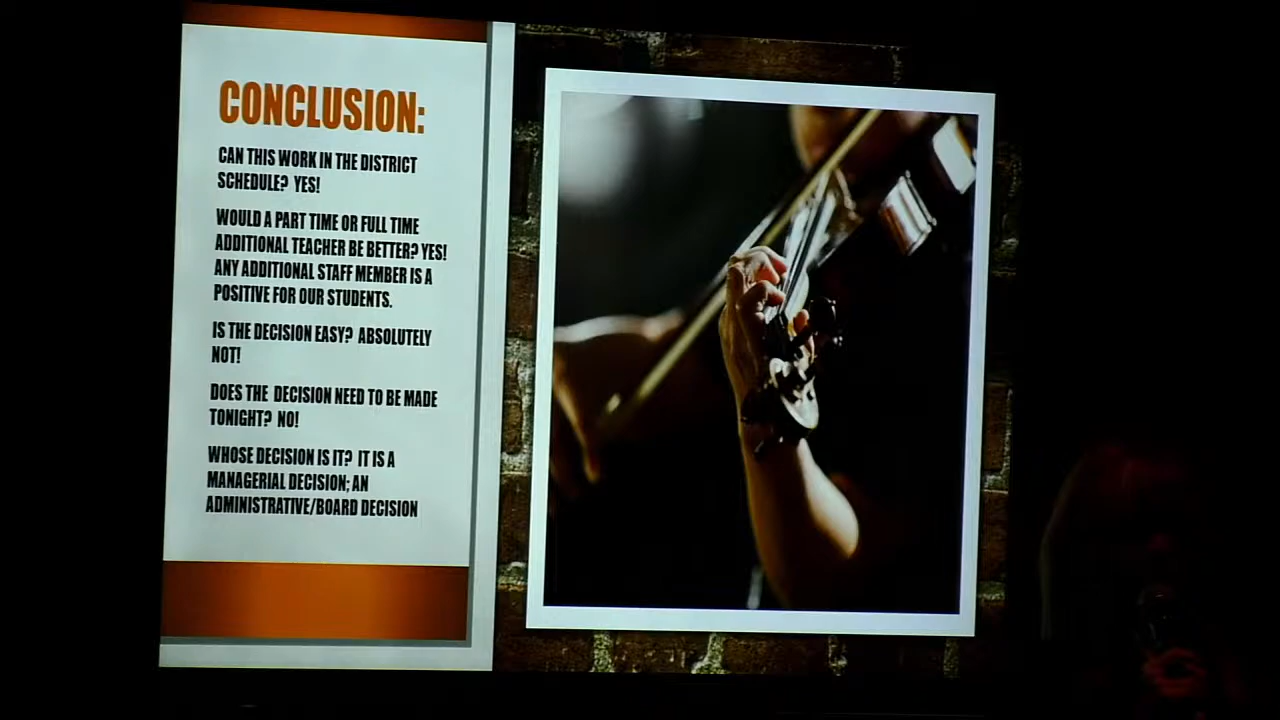 CONCLUSION:
CAN THIS WORK IN THE DISTRICT
SCHEDULE? YES!
WOULD A PART TIME OR FULL TIME
ADDITIONAL TEACHER BE BETTER? YES!
ANY ADDITIONAL STAFF MEMBER IS A
POSITIVE FOR OUR STUDENTS.
IS THE DECISION EASY? ABSOLUTELY
NOT!
DOES THE DECISION NEED TO BE MADE
TONIGHT? NO!
WHOSE DECISION IS IT? IT IS A
MANAGERIAL DECISION; AN
ADMINISTRATIVE/BOARD DECISION